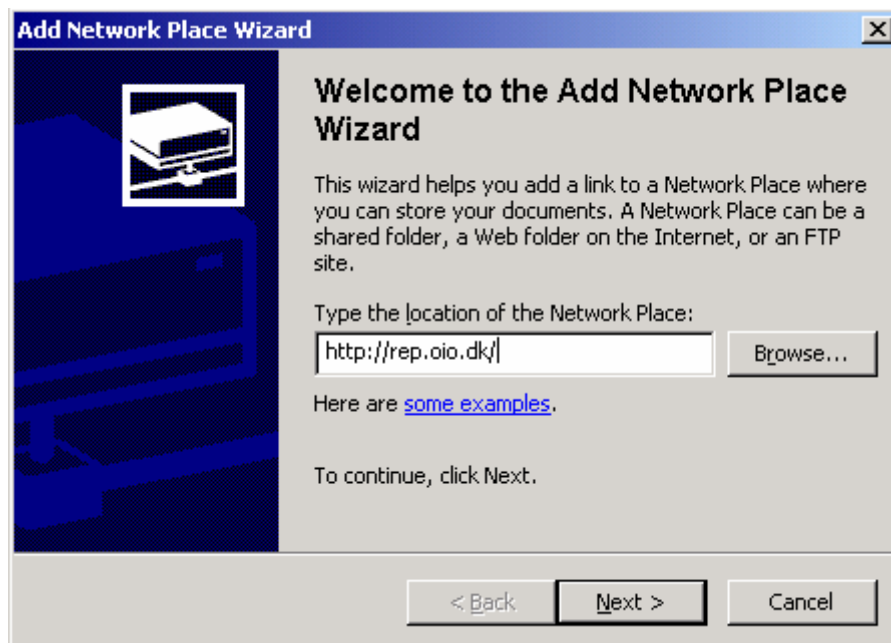 Add Network Place Wizard
Welcome to the Add Network Place
Wizard
This wizard helps you add a link to a Network Place where
you can store your documents. A Network Place can be a
shared folder, a Web folder on the Internet, or an FTP
site.
Type the location of the Network Place:
http://rep.oio.dk/
Browse...
Here are some examples.
To continue, click Next.
< Back
Next >
Cancel